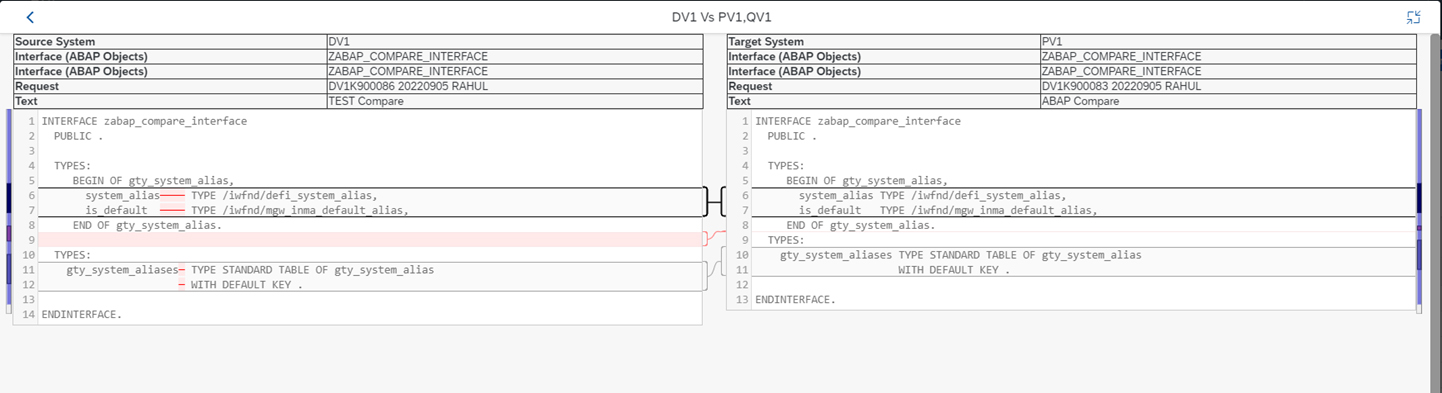 DV1 Vs PV1,QV1
Source System DV1
Interface (ABAP Objects) ZABAP_COMPARE_INTERFACE
Interface (ABAP Objects) ZABAP_COMPARE_INTERFACE
Request DV1K900086 20220905 RAHUL
Text TEST Compare
1 INTERFACE zabap_compare_interface
2 PUBLIC .
3
4 TYPES:
5 BEGIN OF gty_system_alias,
6 system_alias TYPE /iwfnd/defi_system_alias,
7 is_default TYPE /iwfnd/mgw_inma_default_alias,
8 END OF gty_system_alias.
9
10 TYPES:
11 gty_system_aliases TYPE STANDARD TABLE OF gty_system_alias
12 WITH DEFAULT KEY .
13
14 ENDINTERFACE.
Target System PV1
Interface (ABAP Objects) ZABAP_COMPARE_INTERFACE
Interface (ABAP Objects) ZABAP_COMPARE_INTERFACE
Request DV1K900083 20220905 RAHUL
Text ABAP Compare
1 INTERFACE zabap_compare_interface
2 PUBLIC .
3
4 TYPES:
5 BEGIN OF gty_system_alias,
6 system_alias TYPE /iwfnd/defi_system_alias,
7 is_default TYPE /iwfnd/mgw_inma_default_alias,
8 END OF gty_system_alias.
9 TYPES:
10 gty_system_aliases TYPE STANDARD TABLE OF gty_system_alias
11 WITH DEFAULT KEY .
12
13 ENDINTERFACE.